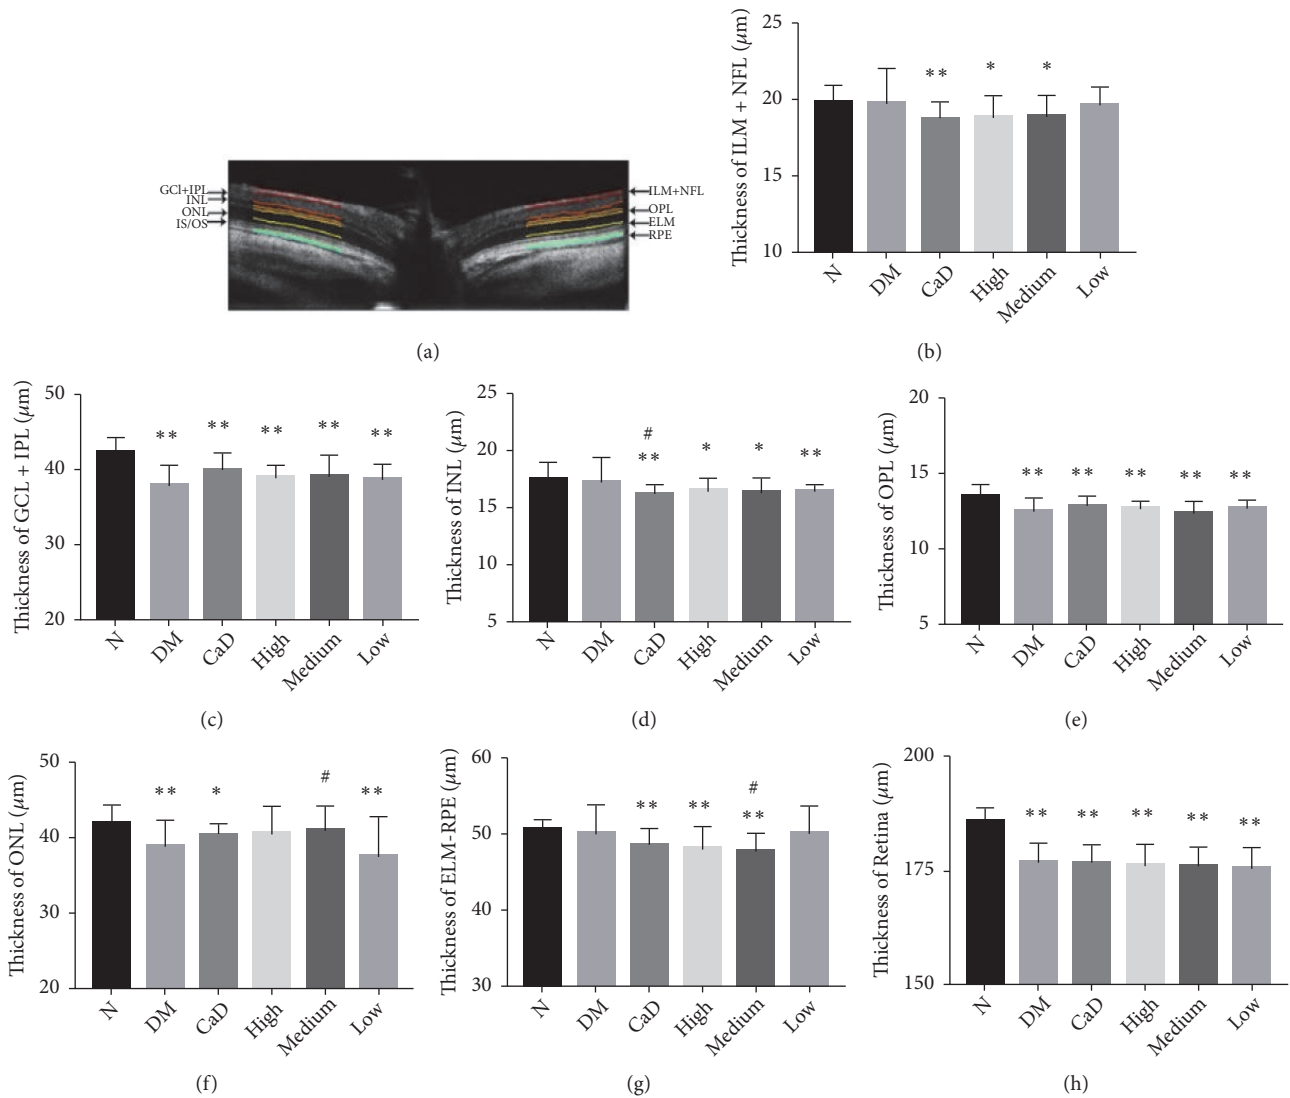 GCl+IPL
INL
ONL
IS/OS
ILM+NFL
OPL
ELM
RPE
(a)
Thickness of ILM + NFL (μm)
25
20
15
10
** * *
N DM CaD High Medium Low
(b)
Thickness of GCL + IPL (μm)
50
40
30
20
** ** ** ** **
N DM CaD High Medium Low
(c)
Thickness of INL (μm)
25
20
15
10
5
#
** * * **
N DM CaD High Medium Low
(d)
Thickness of OPL (μm)
20
15
10
5
** ** ** ** **
N DM CaD High Medium Low
(e)
Thickness of ONL (μm)
50
40
30
20
#
** * **
N DM CaD High Medium Low
(f)
Thickness of ELM-RPE (μm)
60
50
40
30
#
** ** **
N DM CaD High Medium Low
(g)
Thickness of Retina (μm)
200
175
150
** ** ** ** **
N DM CaD High Medium Low
(h)